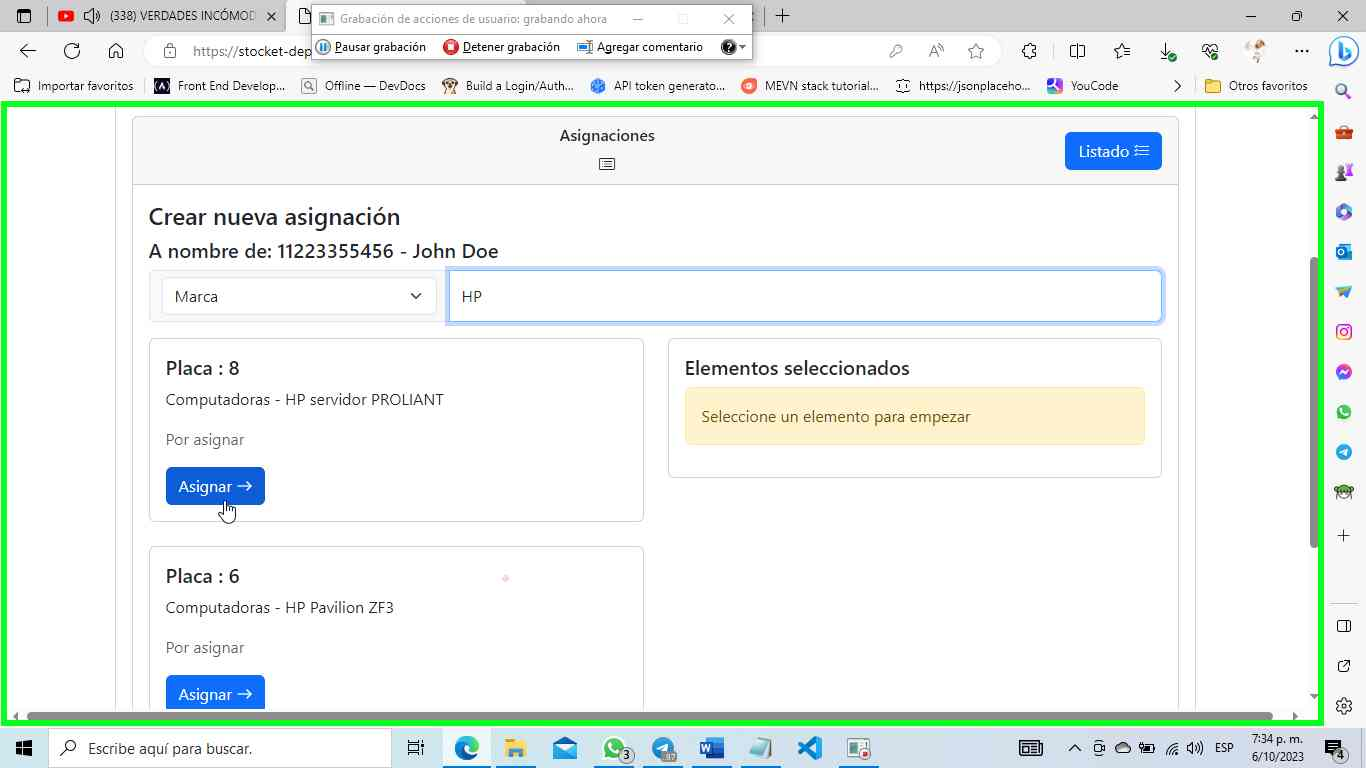 (338) VERDADES INCÓMOD
Grabación de acciones de usuario: grabando ahora
Pausar grabación
Detener grabación
Agregar comentario
https://stocket-dep
Importar favoritos
Front End Develop...
Offline — DevDocs
Build a Login/Auth...
API token generato...
MEVN stack tutorial...
https://jsonplaceho...
YouCode
Otros favoritos
Asignaciones
Listado
Crear nueva asignación
A nombre de: 11223355456 - John Doe
Marca
HP
Placa : 8
Computadoras - HP servidor PROLIANT
Por asignar
Asignar
Elementos seleccionados
Seleccione un elemento para empezar
Placa : 6
Computadoras - HP Pavilion ZF3
Por asignar
Asignar
Escribe aquí para buscar.
3
ESP
7:34 p. m.
6/10/2023
4